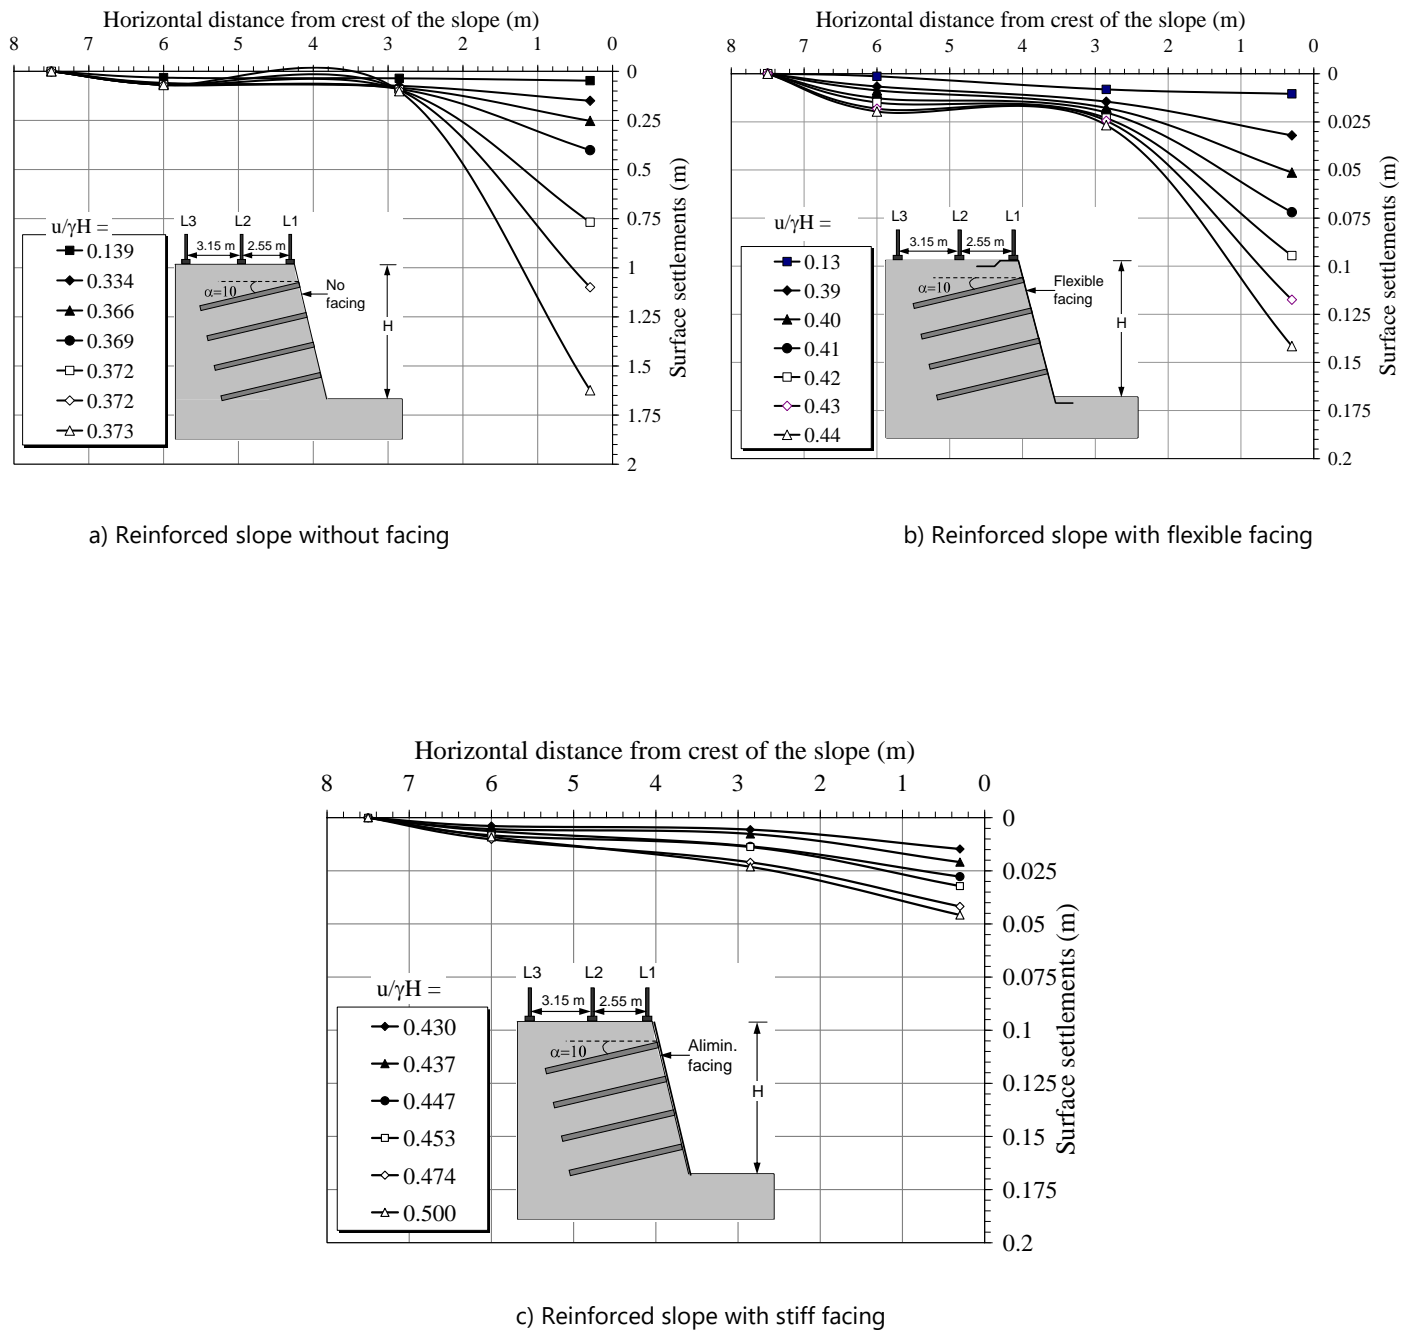 Horizontal distance from crest of the slope (m)
8 7 6 5 4 3 2 1 0
0
0.25
0.5
0.75
1
1.25
1.5
1.75
2
Surface settlements (m)
u/γH =
0.139
0.334
0.366
0.369
0.372
0.372
0.373
L3 L2 L1
3.15 m 2.55 m
α=10
No
facing
H
a) Reinforced slope without facing
Horizontal distance from crest of the slope (m)
8 7 6 5 4 3 2 1 0
0
0.025
0.05
0.075
0.1
0.125
0.15
0.175
0.2
Surface settlements (m)
u/γH =
0.13
0.39
0.40
0.41
0.42
0.43
0.44
L3 L2 L1
3.15 m 2.55 m
α=10
Flexible
facing
H
b) Reinforced slope with flexible facing
Horizontal distance from crest of the slope (m)
8 7 6 5 4 3 2 1 0
0
0.025
0.05
0.075
0.1
0.125
0.15
0.175
0.2
Surface settlements (m)
u/γH =
0.430
0.437
0.447
0.453
0.474
0.500
L3 L2 L1
3.15 m 2.55 m
α=10
Alimin.
facing
H
c) Reinforced slope with stiff facing